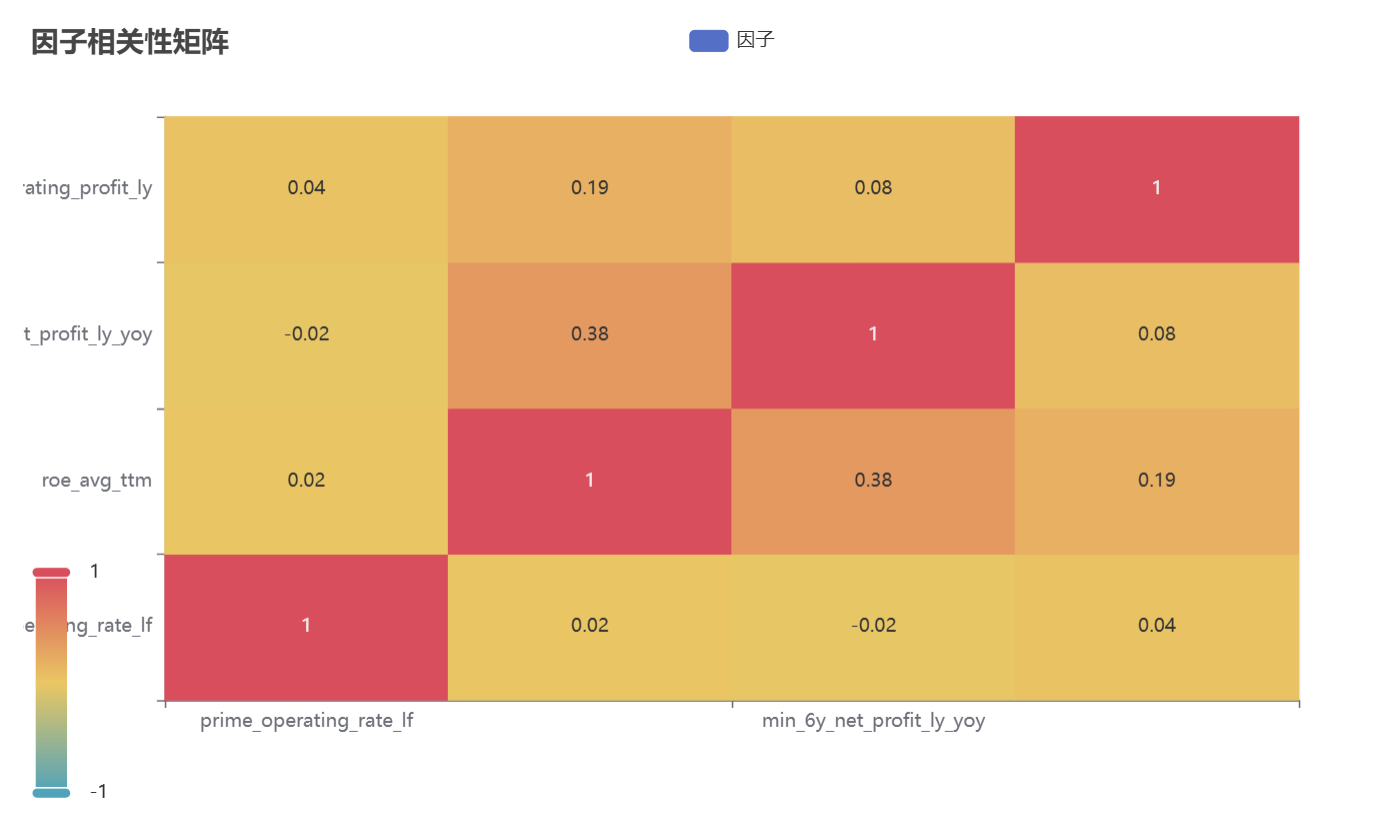 因子相关性矩阵
因子
ating_profit_ly 0.04 0.19 0.08 1
t_profit_ly_yoy -0.02 0.38 1 0.08
roe_avg_ttm 0.02 1 0.38 0.19
1
ng_rate_lf 1 0.02 -0.02 0.04
prime_operating_rate_lf min_6y_net_profit_ly_yoy
-1